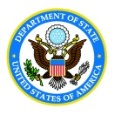 DEPARTMENT OF STATE
UNITED STATES OF AMERICA